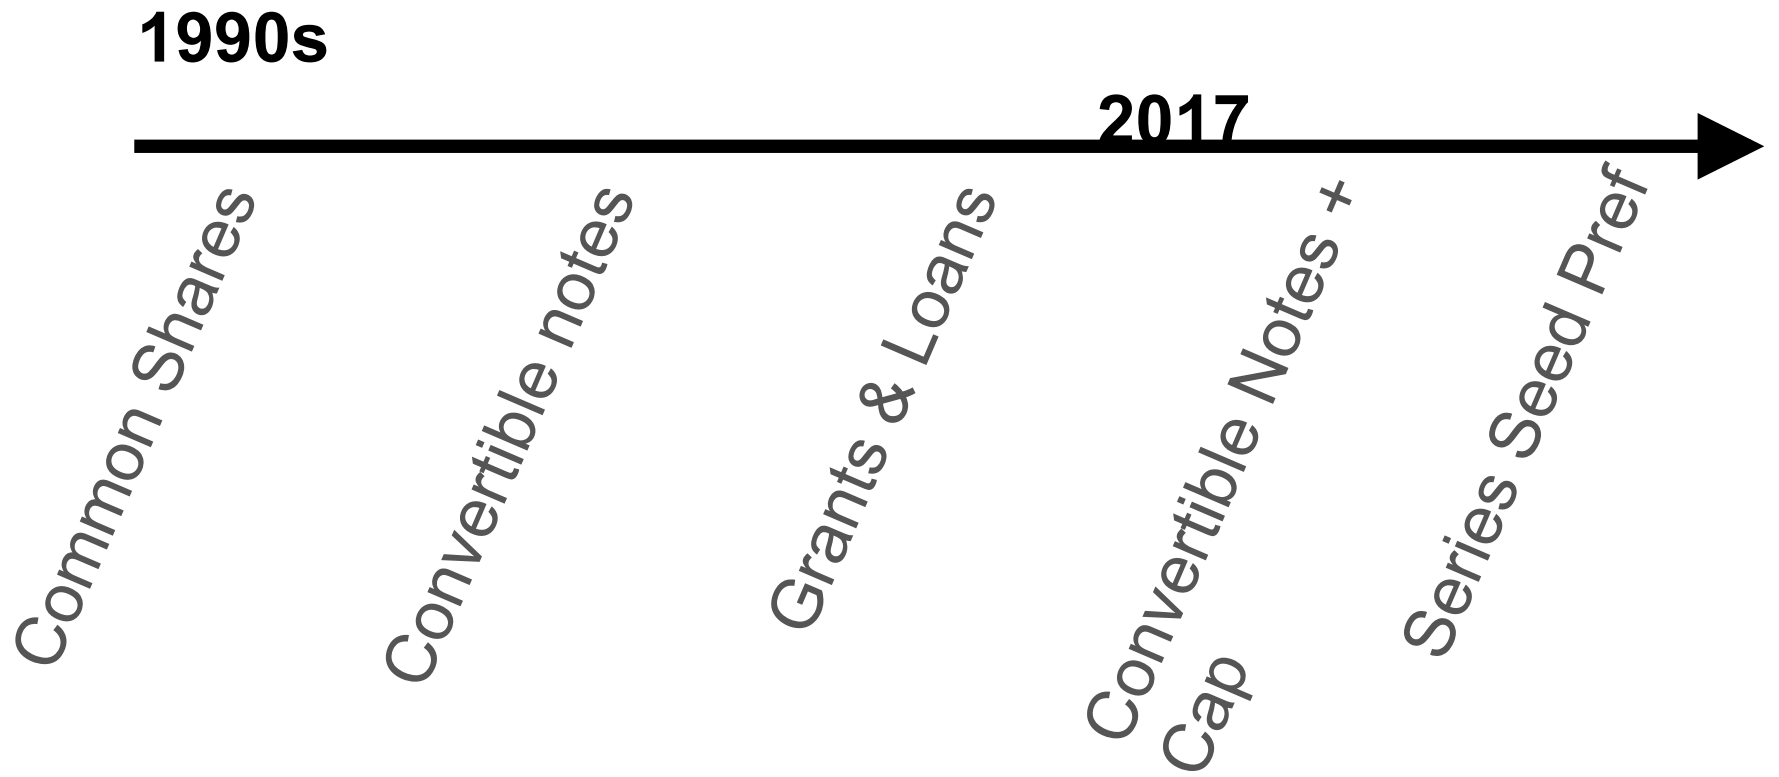 1990s
2017
Common Shares
Convertible notes
Grants & Loans
Convertible Notes +
Cap
Series Seed Pref